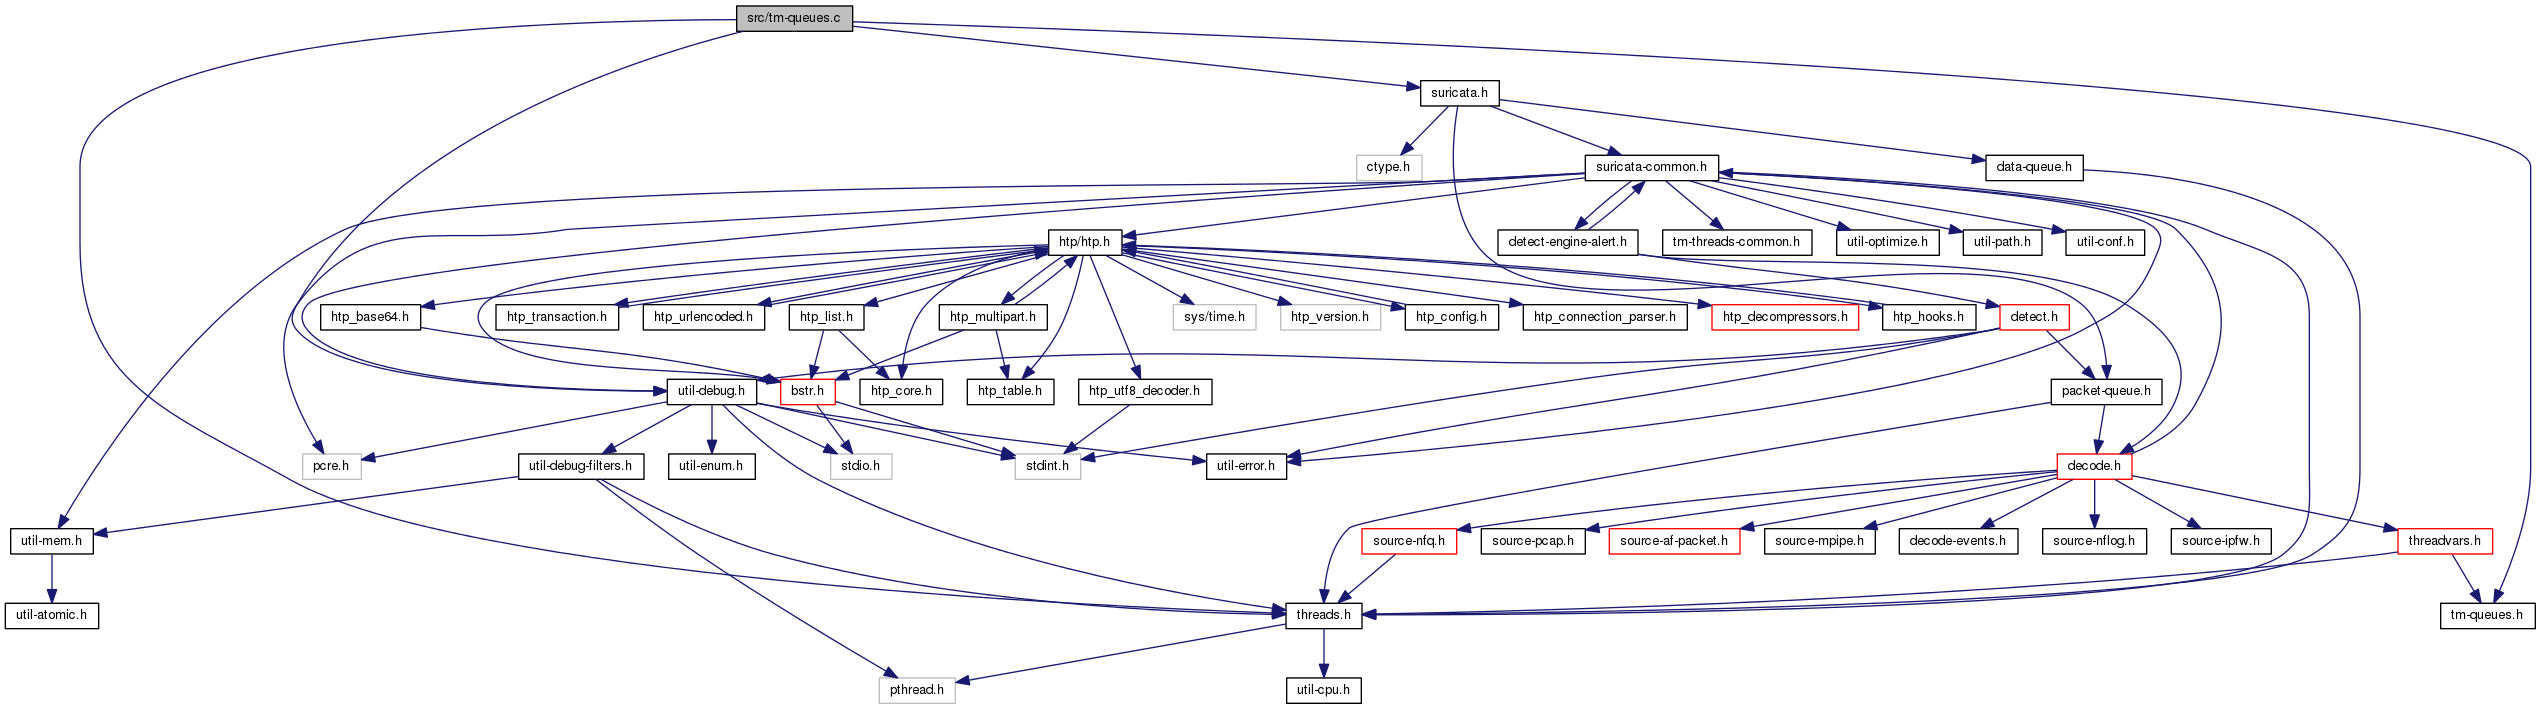 src/tm-queues.c
suricata.h
ctype.h
suricata-common.h
data-queue.h
htp/htp.h
detect-engine-alert.h
tm-threads-common.h
util-optimize.h
util-path.h
util-conf.h
htp_base64.h
htp_transaction.h
htp_urlencoded.h
htp_list.h
htp_multipart.h
sys/time.h
htp_version.h
htp_config.h
htp_connection_parser.h
htp_decompressors.h
htp_hooks.h
detect.h
util-debug.h
bstr.h
htp_core.h
htp_table.h
htp_utf8_decoder.h
packet-queue.h
pcre.h
util-debug-filters.h
util-enum.h
stdio.h
stdint.h
util-error.h
decode.h
util-mem.h
source-nfq.h
source-pcap.h
source-af-packet.h
source-mpipe.h
decode-events.h
source-nflog.h
source-ipfw.h
threadvars.h
util-atomic.h
threads.h
tm-queues.h
pthread.h
util-cpu.h